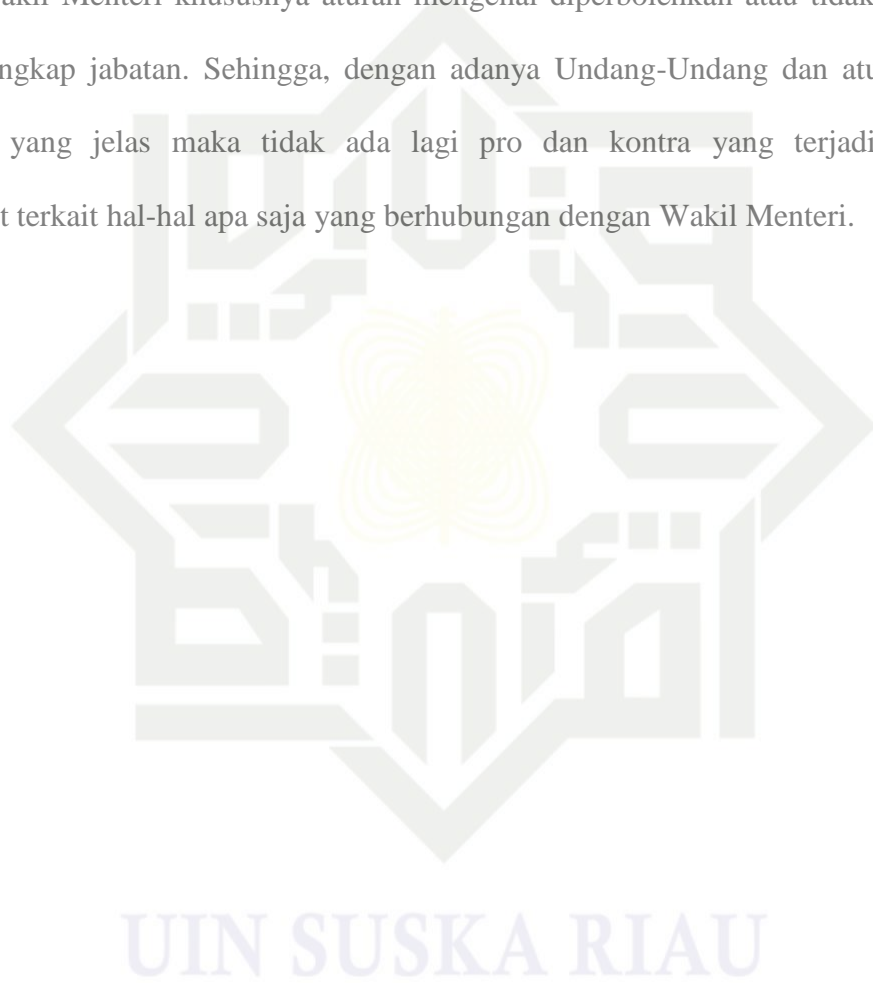 Wakil Menteri khususnya aturan mengenai diperbolehkan atau tidak
ngkap jabatan. Sehingga, dengan adanya Undang-Undang dan atu
yang jelas maka tidak ada lagi pro dan kontra yang terjadi
t terkait hal-hal apa saja yang berhubungan dengan Wakil Menteri.
UIN SUSKA RIAU